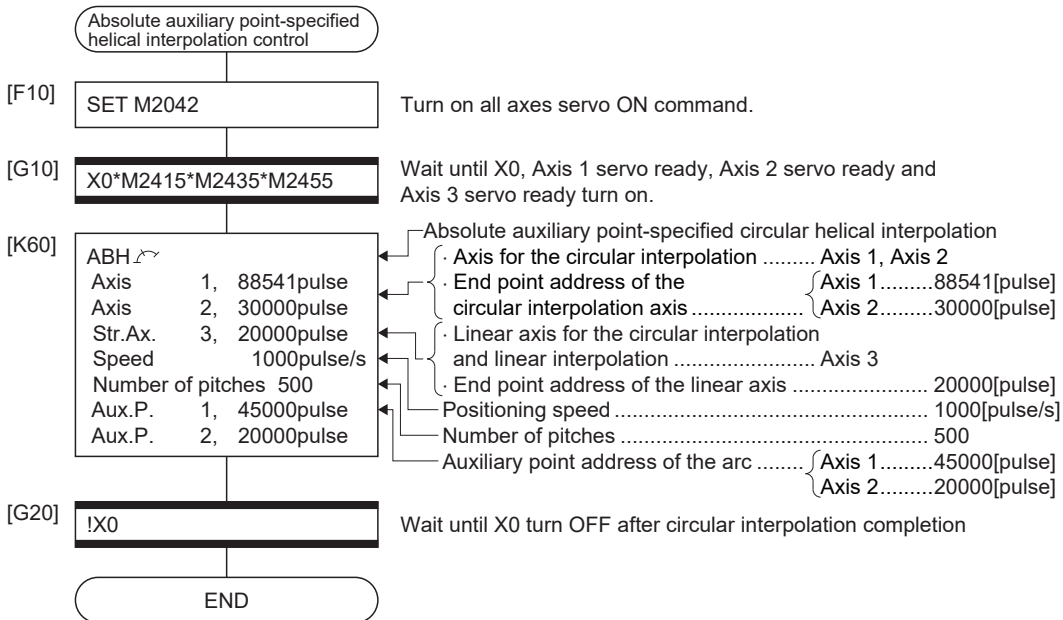 Absolute auxiliary point-specified
helical interpolation control
[F10]
SET M2042
Turn on all axes servo ON command.
[G10]
X0*M2415*M2435*M2455
Wait until X0, Axis 1 servo ready, Axis 2 servo ready and
Axis 3 servo ready turn on.
[K60]
ABH
Axis 1, 88541pulse
Axis 2, 30000pulse
Str.Ax. 3, 20000pulse
Speed 1000pulse/s
Number of pitches 500
Aux.P. 1, 45000pulse
Aux.P. 2, 20000pulse
Absolute auxiliary point-specified circular helical interpolation
· Axis for the circular interpolation ......... Axis 1, Axis 2
· End point address of the Axis 1.........88541[pulse]
circular interpolation axis.................... Axis 2.........30000[pulse]
· Linear axis for the circular interpolation
and linear interpolation ....................... Axis 3
· End point address of the linear axis ...................... 20000[pulse]
Positioning speed ................................................... 1000[pulse/s]
Number of pitches ................................................... 500
Auxiliary point address of the arc ........ Axis 1.........45000[pulse]
Axis 2.........20000[pulse]
[G20]
!X0
Wait until X0 turn OFF after circular interpolation completion
END